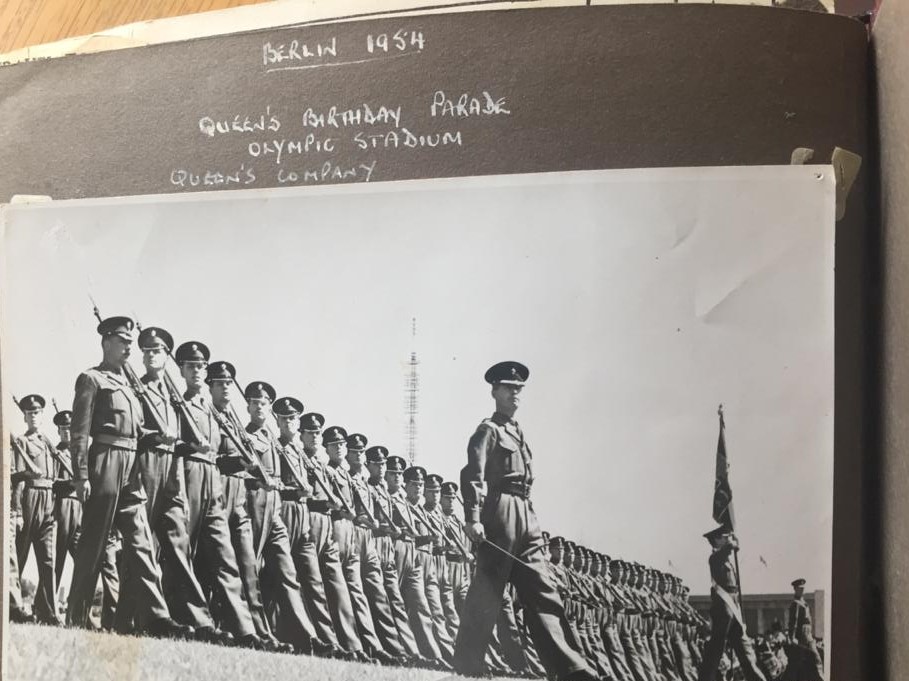 BERLIN 1954
QUEEN'S BIRTHDAY PARADE
OLYMPIC STADIUM
QUEEN'S COMPANY